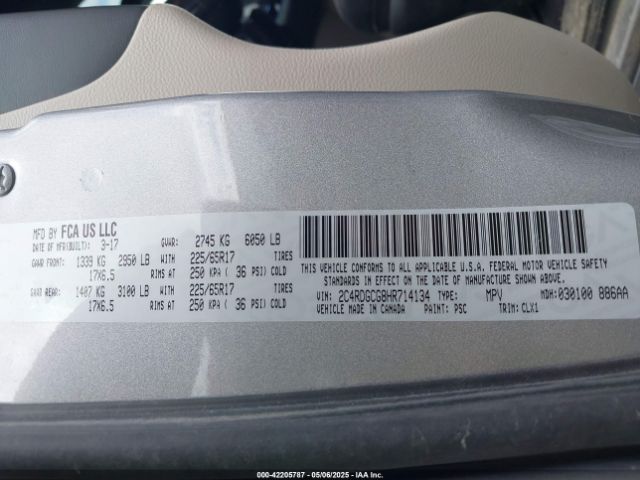 MFD BY FCA US LLC
DATE OF MFR(BUILT): 3-17 GVWR: 2745 KG 6050 LB
GAWR FRONT: 1339 KG 2950 LB WITH 225/65R17 TIRES
17X6.5 RIMS AT 250 KPA ( 36 PSI) COLD
GAWR REAR: 1407 KG 3100 LB WITH 225/65R17 TIRES
17X6.5 RIMS AT 250 KPA ( 36 PSI) COLD
THIS VEHICLE CONFORMS TO ALL APPLICABLE U.S.A. FEDERAL MOTOR VEHICLE SAFETY
STANDARDS IN EFFECT ON THE DATE OF MANUFACTURE SHOWN ABOVE.
VIN: 2C4RDGCG8HR714134 TYPE: MPV MDH: 030100 886AA
VEHICLE MADE IN CANADA PAINT: PSC TRIM: CLX1
000-42205787 - 05/06/2025 - IAA Inc.